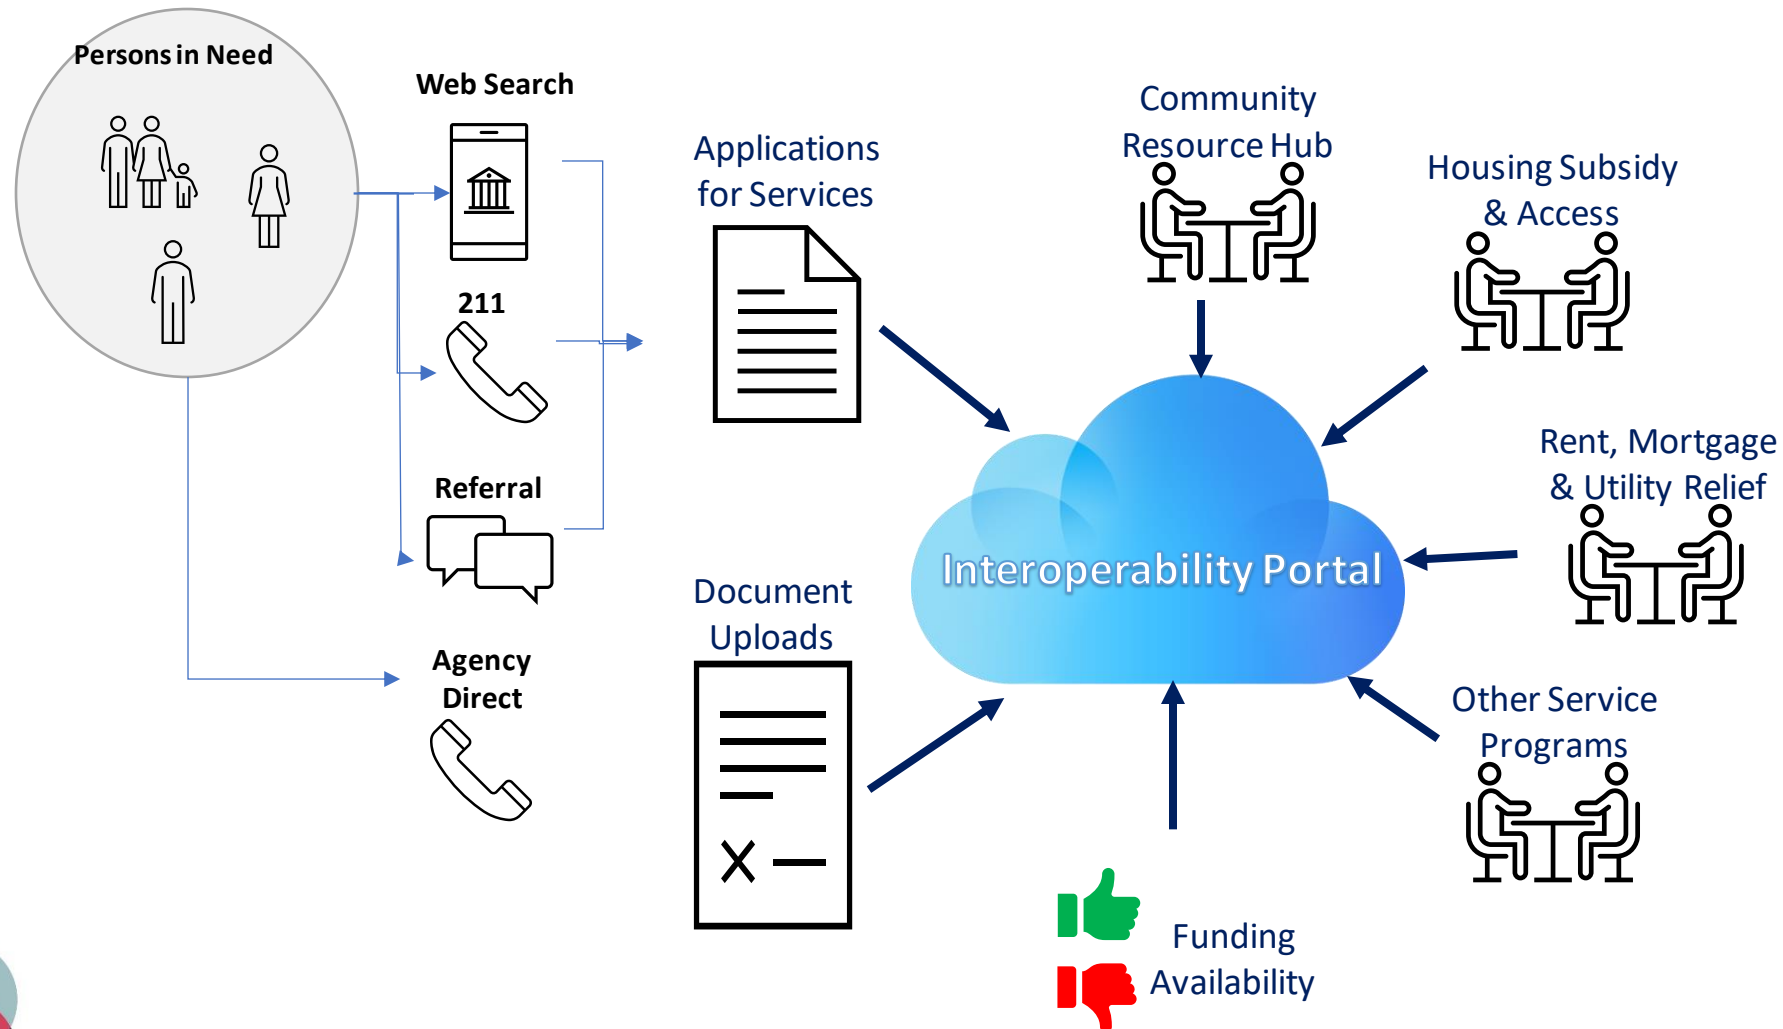 Persons in Need
Web Search
211
Referral
Agency
Direct
Applications
for Services
Document
Uploads
Community
Resource Hub
Housing Subsidy
& Access
Rent, Mortgage
& Utility Relief
Interoperability Portal
Other Service
Programs
X
Funding
Availability